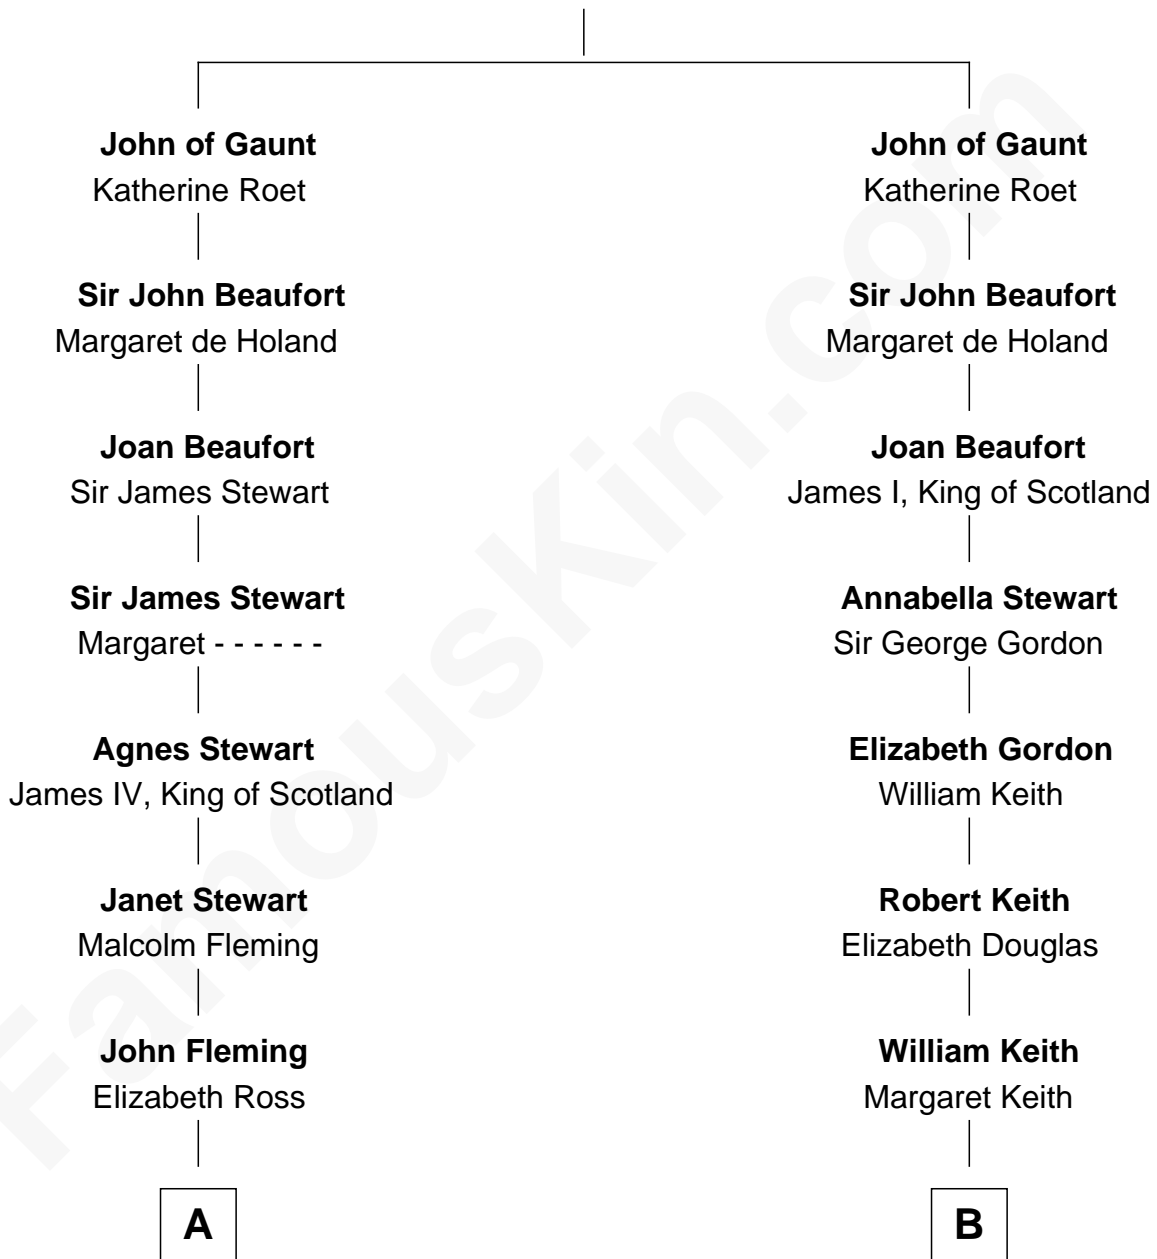 John of Gaunt
Katherine Roet
Sir John Beaufort
Margaret de Holand
Joan Beaufort
Sir James Stewart
Sir James Stewart
Margaret - - - - - -
Agnes Stewart
James IV, King of Scotland
Janet Stewart
Malcolm Fleming
John Fleming
Elizabeth Ross
A
John of Gaunt
Katherine Roet
Sir John Beaufort
Margaret de Holand
Joan Beaufort
James I, King of Scotland
Annabella Stewart
Sir George Gordon
Elizabeth Gordon
William Keith
Robert Keith
Elizabeth Douglas
William Keith
Margaret Keith
B
FamousKin.com